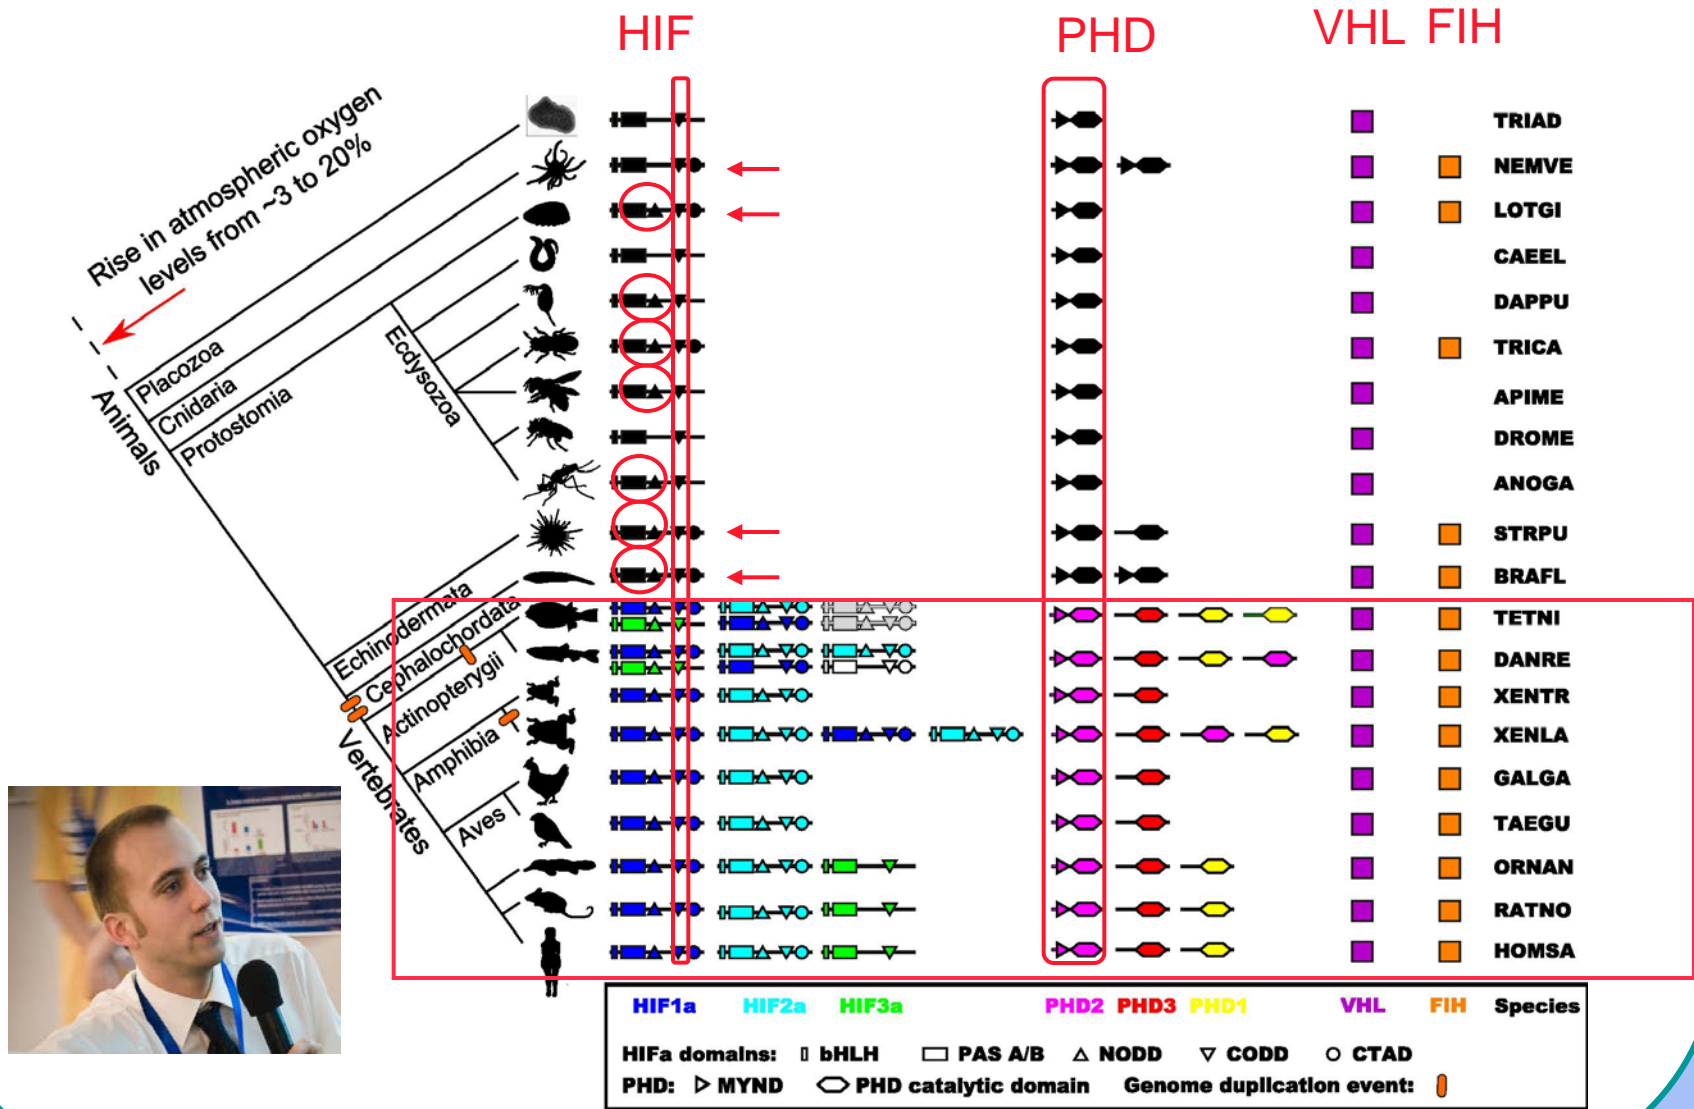 HIF
PHD
VHL
FIH
Rise in atmospheric oxygen
levels from ~3 to 20%
Animals
Placozoa
Cnidaria
Protostomia
Ecdysozoa
Echinodermata
Cephalochordata
Actinopterygii
Amphibia
Aves
Vertebrates
TRIAD
NEMVE
LOTGI
CAEEL
DAPPU
TRICA
APIME
DROME
ANOGA
STRPU
BRAFL
TETNI
DANRE
XENTR
XENLA
GALGA
TAEGU
ORNAN
RATNO
HOMSA
HIF1a HIF2a HIF3a PHD2 PHD3 PHD1 VHL FIH Species
HIFa domains: bHLH PAS A/B NODD CODD CTAD
PHD: MYND PHD catalytic domain Genome duplication event: